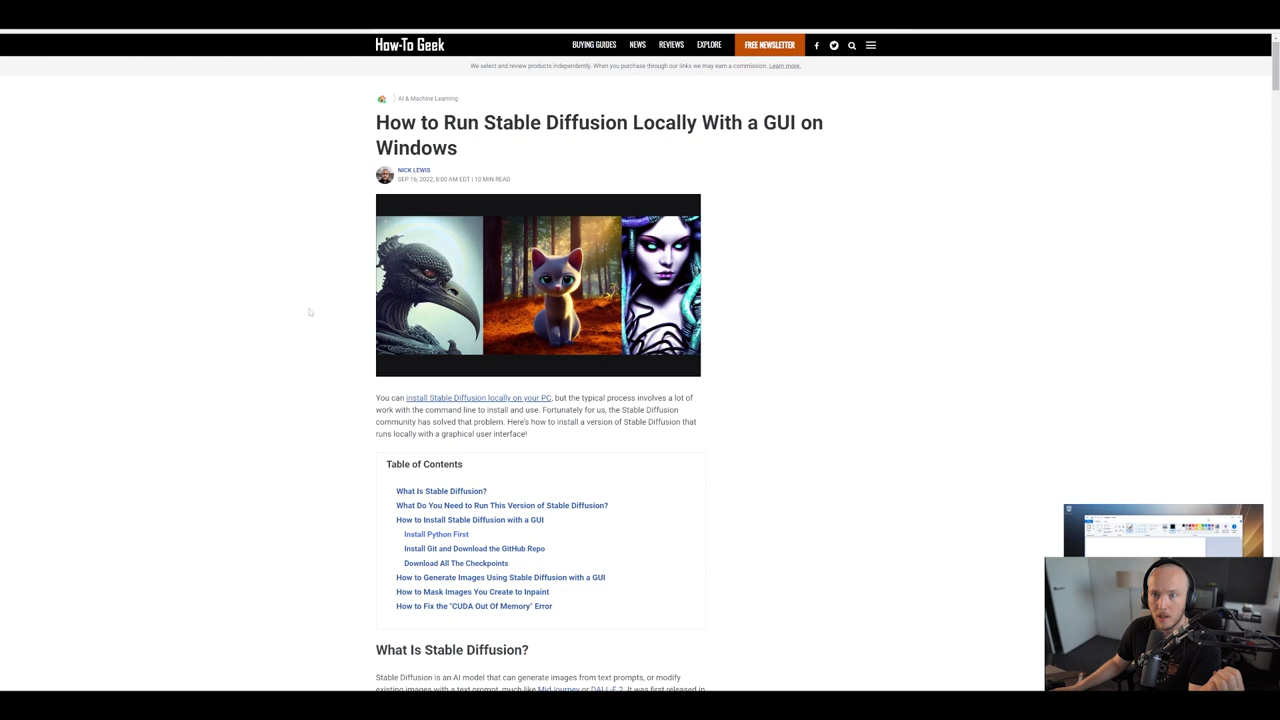 How-To Geek
BUYING GUIDES NEWS REVIEWS EXPLORE FREE NEWSLETTER
We select and review products independently. When you purchase through our links we may earn a commission. Learn more.
AI & Machine Learning
How to Run Stable Diffusion Locally With a GUI on
Windows
NICK LEWIS
SEP 16, 2022, 8:00 AM EDT | 10 MIN READ
You can install Stable Diffusion locally on your PC, but the typical process involves a lot of
work with the command line to install and use. Fortunately for us, the Stable Diffusion
community has solved that problem. Here's how to install a version of Stable Diffusion that
runs locally with a graphical user interface!
Table of Contents
What Is Stable Diffusion?
What Do You Need to Run This Version of Stable Diffusion?
How to Install Stable Diffusion with a GUI
Install Python First
Install Git and Download the GitHub Repo
Download All The Checkpoints
How to Generate Images Using Stable Diffusion with a GUI
How to Mask Images You Create to Inpaint
How to Fix the "CUDA Out Of Memory" Error
What Is Stable Diffusion?
Stable Diffusion is an AI model that can generate images from text prompts, or modify
existing images with a text prompt, much like MidJourney or DALL-E 2. It was first released in